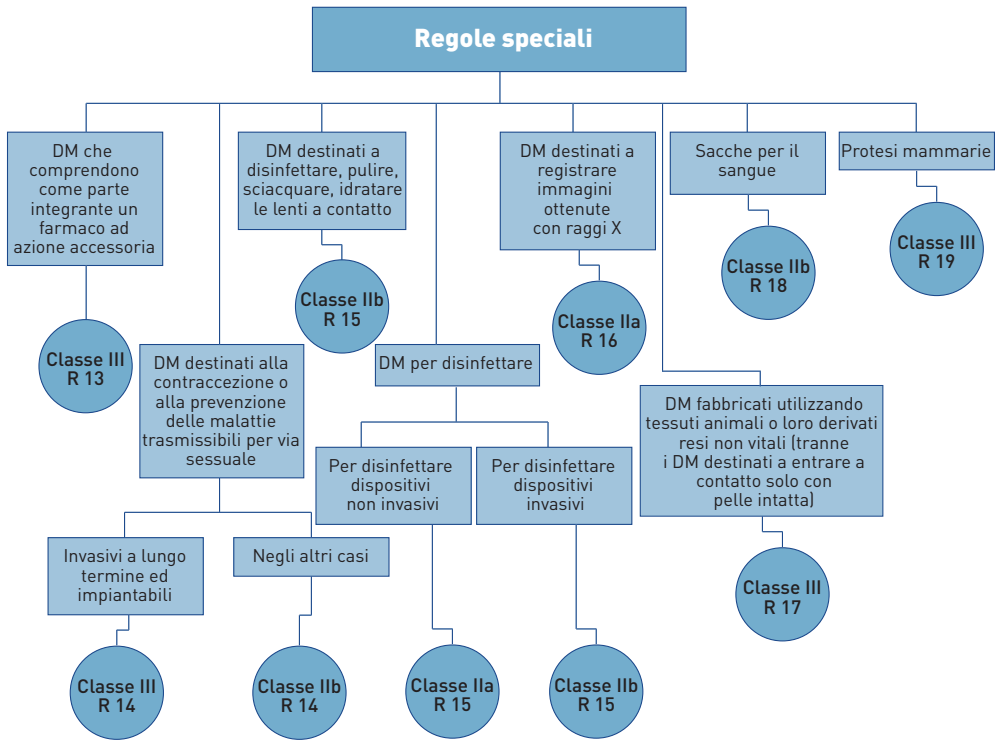 Regole speciali
DM che
comprendono
come parte
integrante un
farmaco ad
azione accessoria
Classe III
R 13
DM destinati alla
contraccezione o
alla prevenzione
delle malattie
trasmissibili per via
sessuale
Invasivi a lungo
termine ed
impiantabili
Classe III
R 14
Negli altri casi
Classe IIb
R 14
DM destinati a
disinfettare, pulire,
sciacquare, idratare
le lenti a contatto
Classe IIb
R 15
DM per disinfettare
Per disinfettare
dispositivi
non invasivi
Classe IIa
R 15
Per disinfettare
dispositivi
invasivi
Classe IIb
R 15
DM destinati a
registrare
immagini
ottenute
con raggi X
Classe IIa
R 16
DM fabbricati utilizzando
tessuti animali o loro derivati
resi non vitali (tranne
i DM destinati a entrare a
contatto solo con
pelle intatta)
Classe III
R 17
Sacche per il
sangue
Classe IIb
R 18
Protesi mammarie
Classe III
R 19